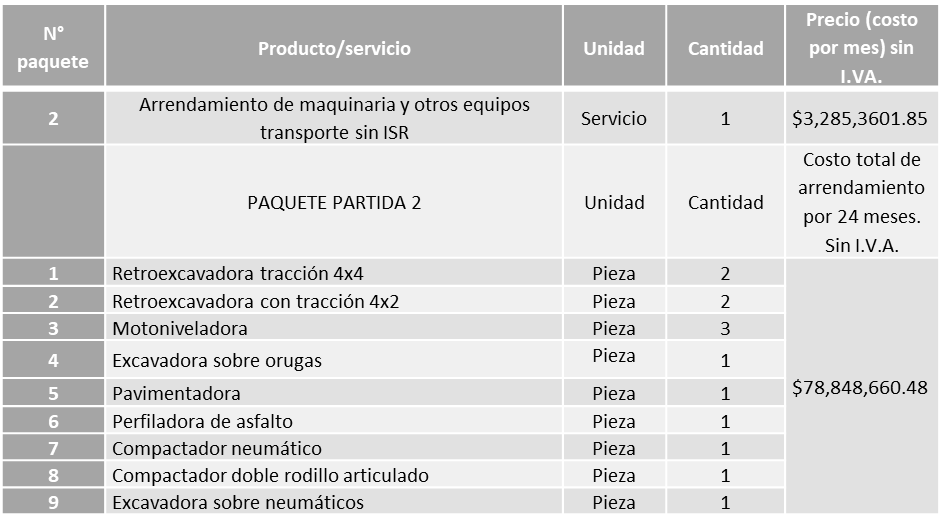 N° paquete Producto/servicio Unidad Cantidad Precio (costo por mes) sin I.VA.
2 Arrendamiento de maquinaria y otros equipos transporte sin ISR Servicio 1 $3,285,3601.85
PAQUETE PARTIDA 2 Unidad Cantidad Costo total de arrendamiento por 24 meses. Sin I.V.A.
1 Retroexcavadora tracción 4x4 Pieza 2
2 Retroexcavadora con tracción 4x2 Pieza 2
3 Motoniveladora Pieza 3
4 Excavadora sobre orugas Pieza 1
5 Pavimentadora Pieza 1 $78,848,660.48
6 Perfiladora de asfalto Pieza 1
7 Compactador neumático Pieza 1
8 Compactador doble rodillo articulado Pieza 1
9 Excavadora sobre neumáticos Pieza 1